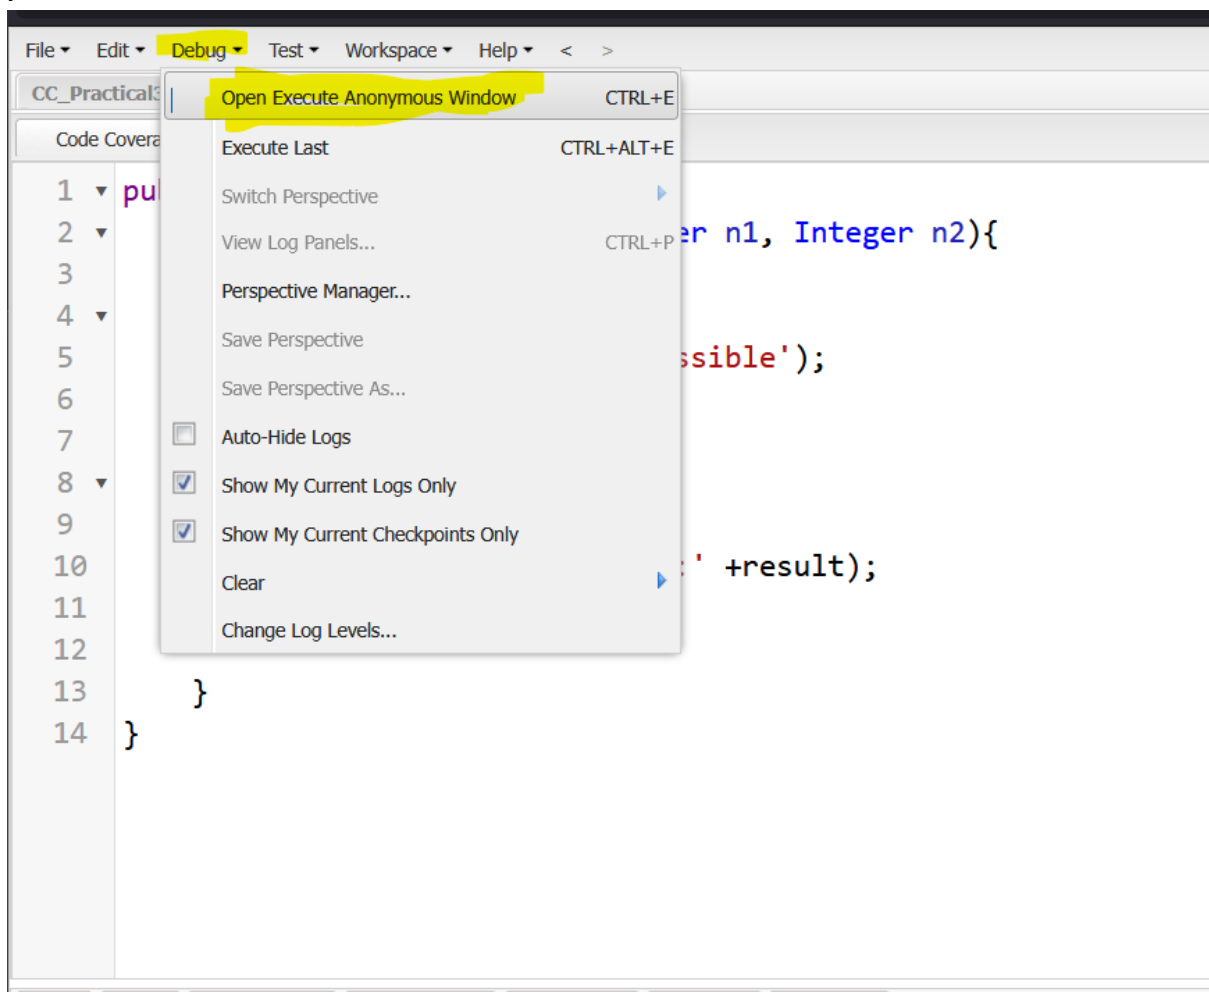 File Edit Debug Test Workspace Help < >
CC_Practical3
Open Execute Anonymous Window CTRL+E
Code Covera
Execute Last CTRL+ALT+E
1 pu
Switch Perspective
2 er n1, Integer n2){
View Log Panels... CTRL+P
3
Perspective Manager...
4
Save Perspective
5 ssible');
Save Perspective As...
6
7
Auto-Hide Logs
8
Show My Current Logs Only
9
Show My Current Checkpoints Only
10 :' +result);
Clear
11
Change Log Levels...
12
13 }
14 }